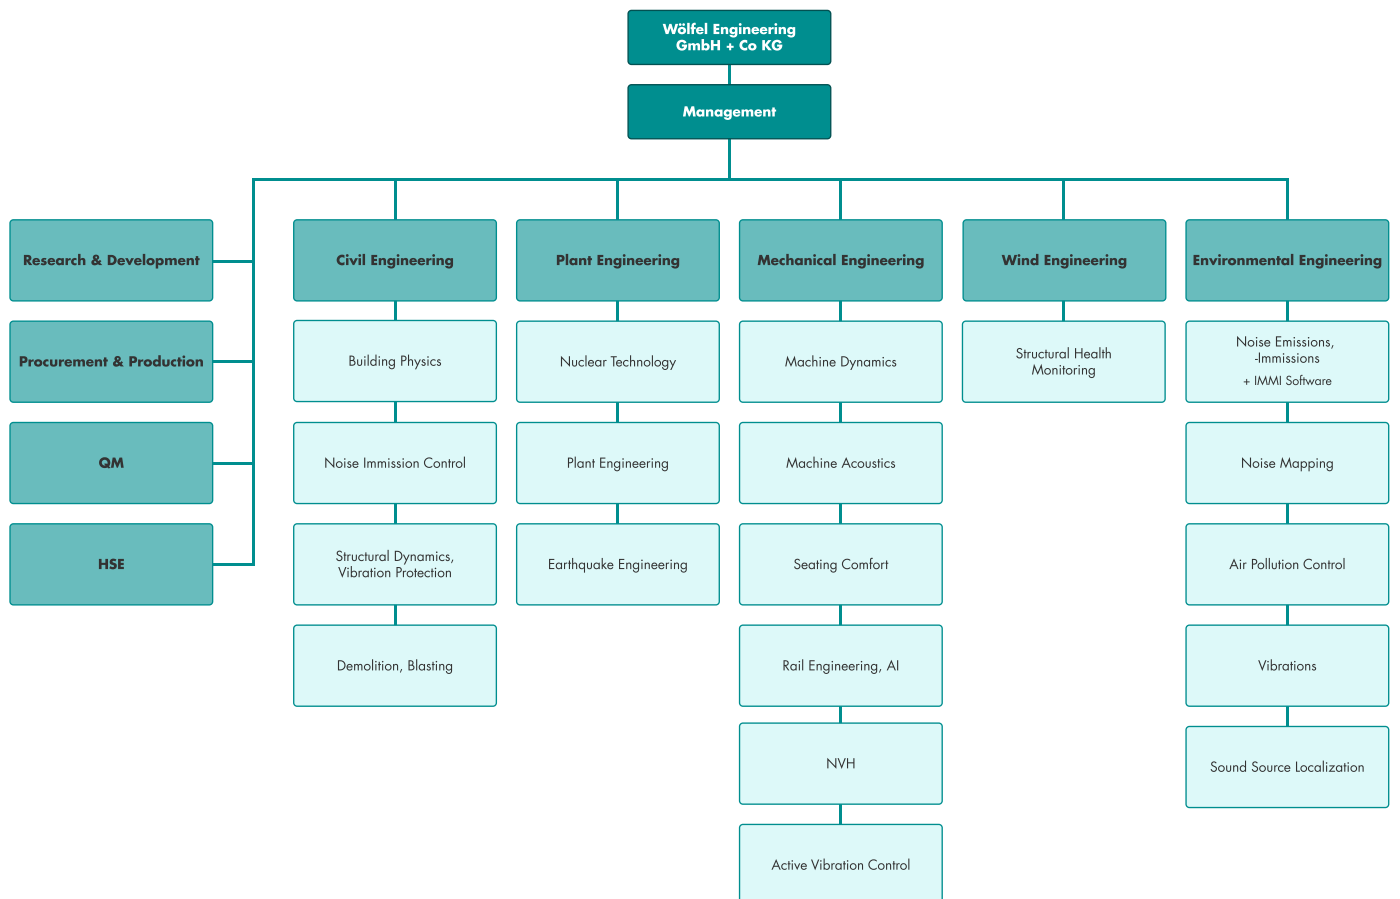 Wölfel Engineering
GmbH + Co KG
Management
Research & Development
Procurement & Production
QM
HSE
Civil Engineering
Building Physics
Noise Immission Control
Structural Dynamics,
Vibration Protection
Demolition, Blasting
Plant Engineering
Nuclear Technology
Plant Engineering
Earthquake Engineering
Mechanical Engineering
Machine Dynamics
Machine Acoustics
Seating Comfort
Rail Engineering, AI
NVH
Active Vibration Control
Wind Engineering
Structural Health
Monitoring
Environmental Engineering
Noise Emissions,
-Immissions
+ IMMI Software
Noise Mapping
Air Pollution Control
Vibrations
Sound Source Localization